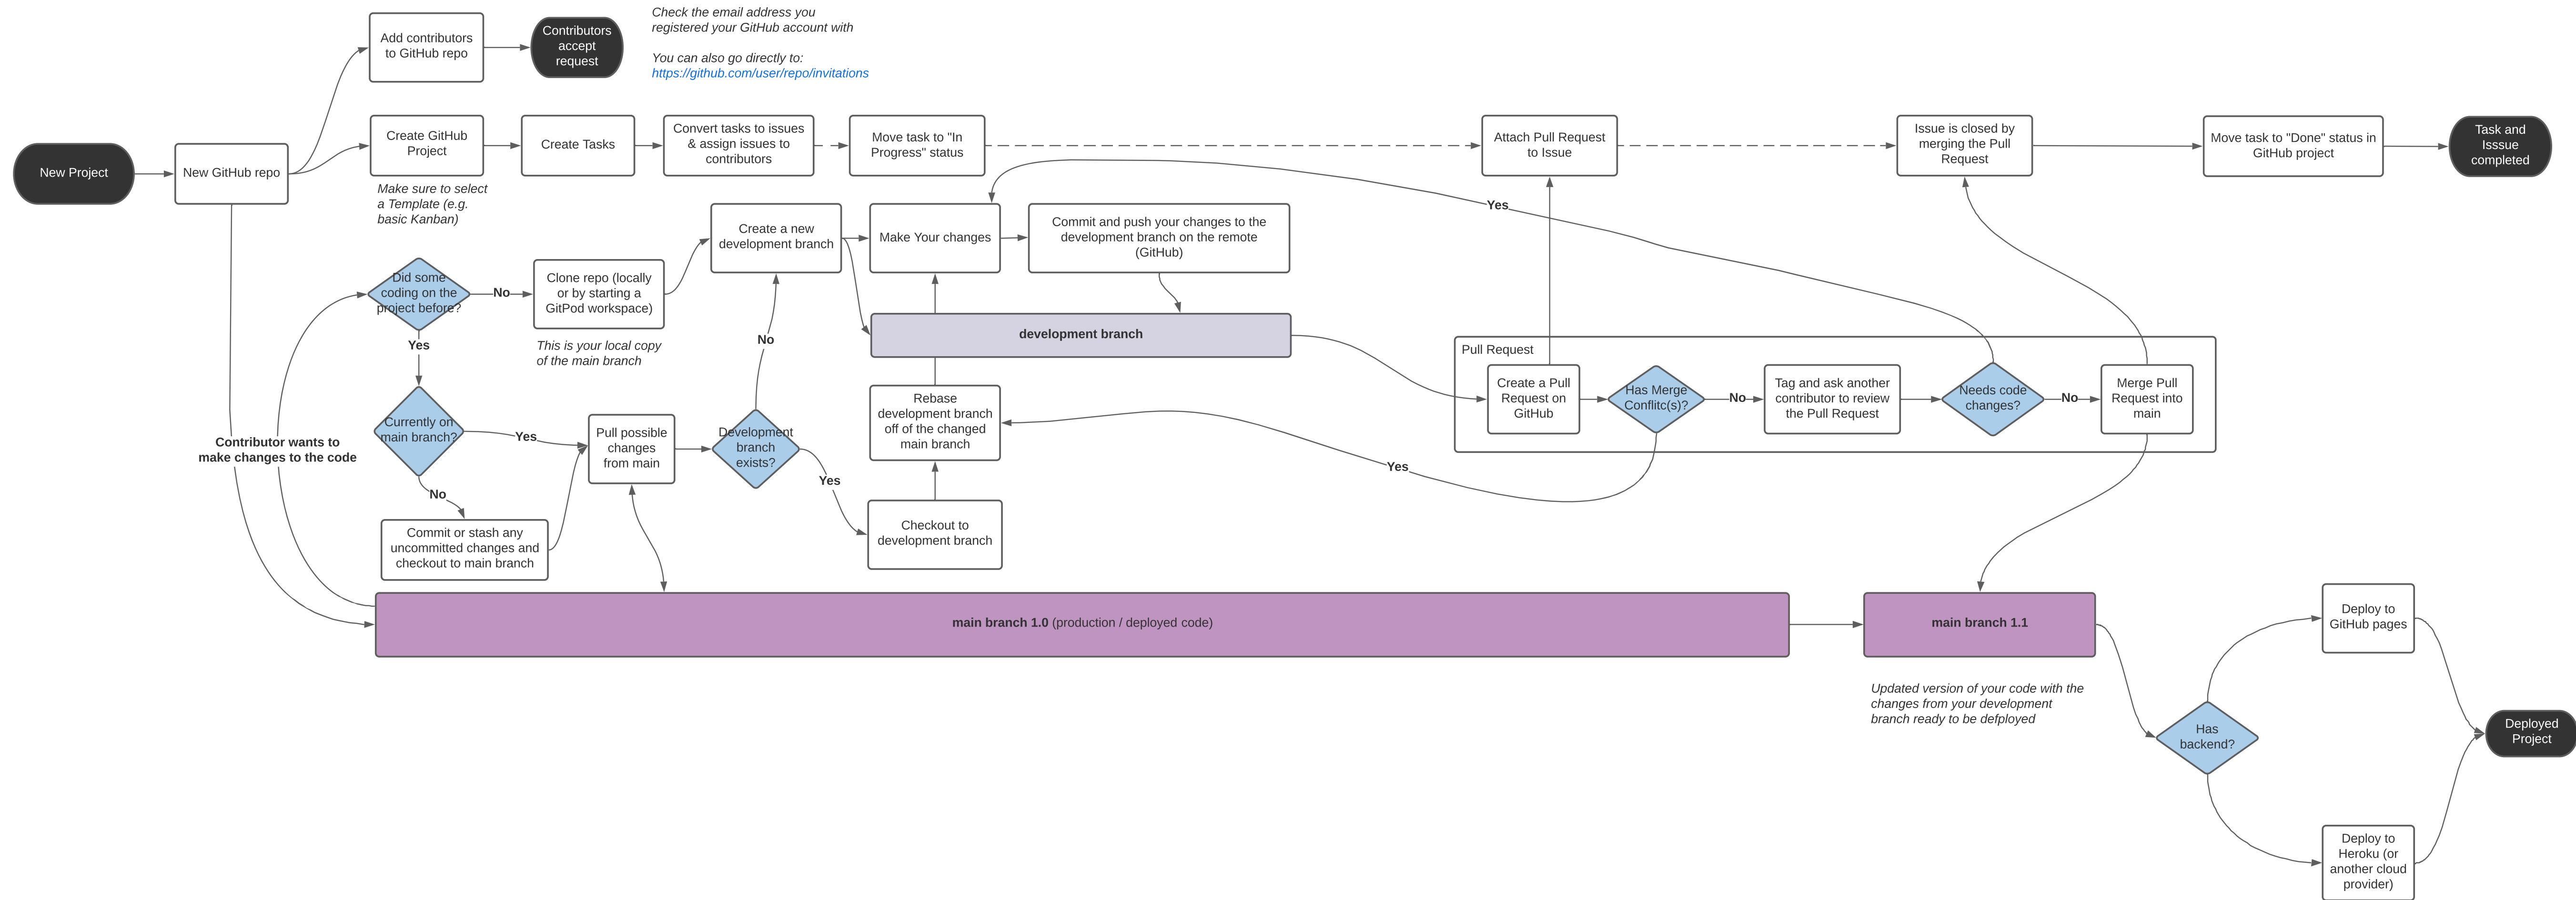 Add contributors
to GitHub repo
Contributors
accept
request
Check the email address you
registered your GitHub account with
You can also go directly to:
https://github.com/user/repo/invitations
New Project
New GitHub repo
Create GitHub
Project
Make sure to select
a Template (e.g.
basic Kanban)
Create Tasks
Convert tasks to issues
& assign issues to
contributors
Move task to "In
Progress" status
Attach Pull Request
to Issue
Issue is closed by
merging the Pull
Request
Move task to "Done" status in
GitHub project
Task and
Isssue
completed
Did some
coding on the
project before?
No
Clone repo (locally
or by starting a
GitPod workspace)
This is your local copy
of the main branch
Create a new
development branch
Make Your changes
Commit and push your changes to the
development branch on the remote
(GitHub)
Yes
Yes
No
development branch
Currently on
main branch?
Yes
No
Commit or stash any
uncommitted changes and
checkout to main branch
Contributor wants to
make changes to the code
Pull possible
changes
from main
Development
branch
exists?
Yes
Rebase
development branch
off of the changed
main branch
Checkout to
development branch
Pull Request
Create a Pull
Request on
GitHub
Has Merge
Conflitc(s)?
No
Yes
Tag and ask another
contributor to review
the Pull Request
Needs code
changes?
No
Merge Pull
Request into
main
main branch 1.0 (production / deployed code)
main branch 1.1
Updated version of your code with the
changes from your development
branch ready to be defployed
Has
backend?
Deploy to
GitHub pages
Deploy to
Heroku (or
another cloud
provider)
Deployed
Project